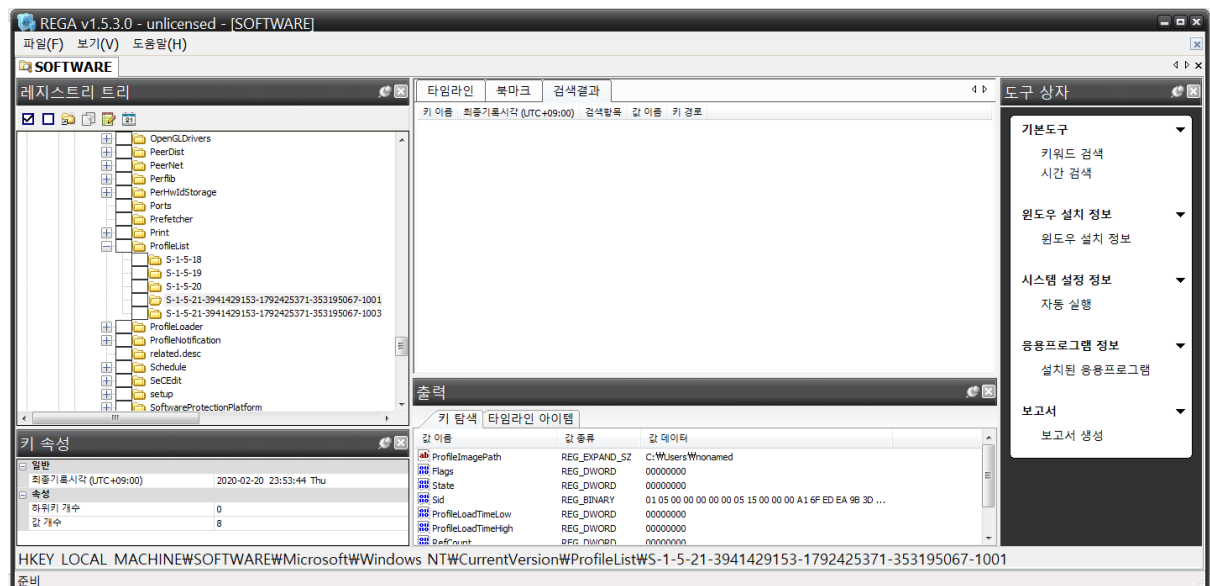 REGA v1.5.3.0 - unlicensed - [SOFTWARE]
파일(F) 보기(V) 도움말(H)
SOFTWARE
레지스트리 트리
OpenGLDrivers
PeerDist
PeerNet
Perflib
PerHwIdStorage
Ports
Prefetcher
Print
ProfileList
S-1-5-18
S-1-5-19
S-1-5-20
S-1-5-21-3941429153-1792425371-353195067-1001
S-1-5-21-3941429153-1792425371-353195067-1003
ProfileLoader
ProfileNotification
related.desc
Schedule
SeCEdit
setup
SoftwareProtectionPlatform
키 속성
일반
최종기록시각 (UTC+09:00) 2020-02-20 23:53:44 Thu
속성
하위키 개수 0
값 개수 8
타임라인 북마크 검색결과
키 이름 최종기록시각 (UTC+09:00) 검색항목 값 이름 키 경로
출력
키 탐색 타임라인 아이템
값 이름 값 종류 값 데이터
ProfileImagePath REG_EXPAND_SZ C:₩Users₩nonamed
Flags REG_DWORD 00000000
State REG_DWORD 00000000
Sid REG_BINARY 01 05 00 00 00 00 00 05 15 00 00 00 A1 6F ED EA 9B 3D ...
ProfileLoadTimeLow REG_DWORD 00000000
ProfileLoadTimeHigh REG_DWORD 00000000
RefCount REG_DWORD 00000000
도구 상자
기본도구
키워드 검색
시간 검색
윈도우 설치 정보
윈도우 설치 정보
시스템 설정 정보
자동 실행
응용프로그램 정보
설치된 응용프로그램
보고서
보고서 생성
HKEY_LOCAL_MACHINE₩SOFTWARE₩Microsoft₩Windows NT₩CurrentVersion₩ProfileList₩S-1-5-21-3941429153-1792425371-353195067-1001
준비